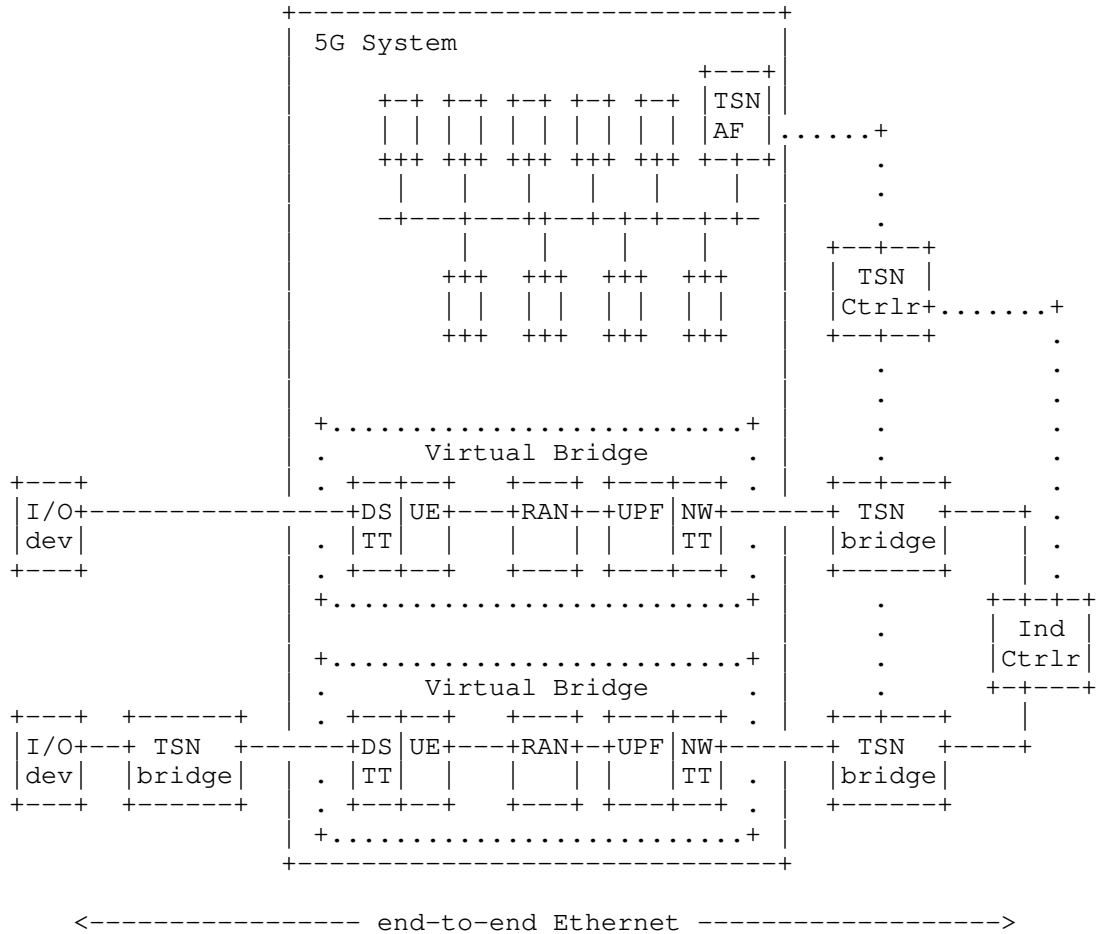 5G System
TSN
AF
TSN
Ctrlr
Virtual Bridge
I/O DS UE RAN UPF NW TSN
dev TT TT bridge
Ind
Ctrlr
Virtual Bridge
I/O TSN DS UE RAN UPF NW TSN
dev bridge TT TT bridge
end-to-end Ethernet